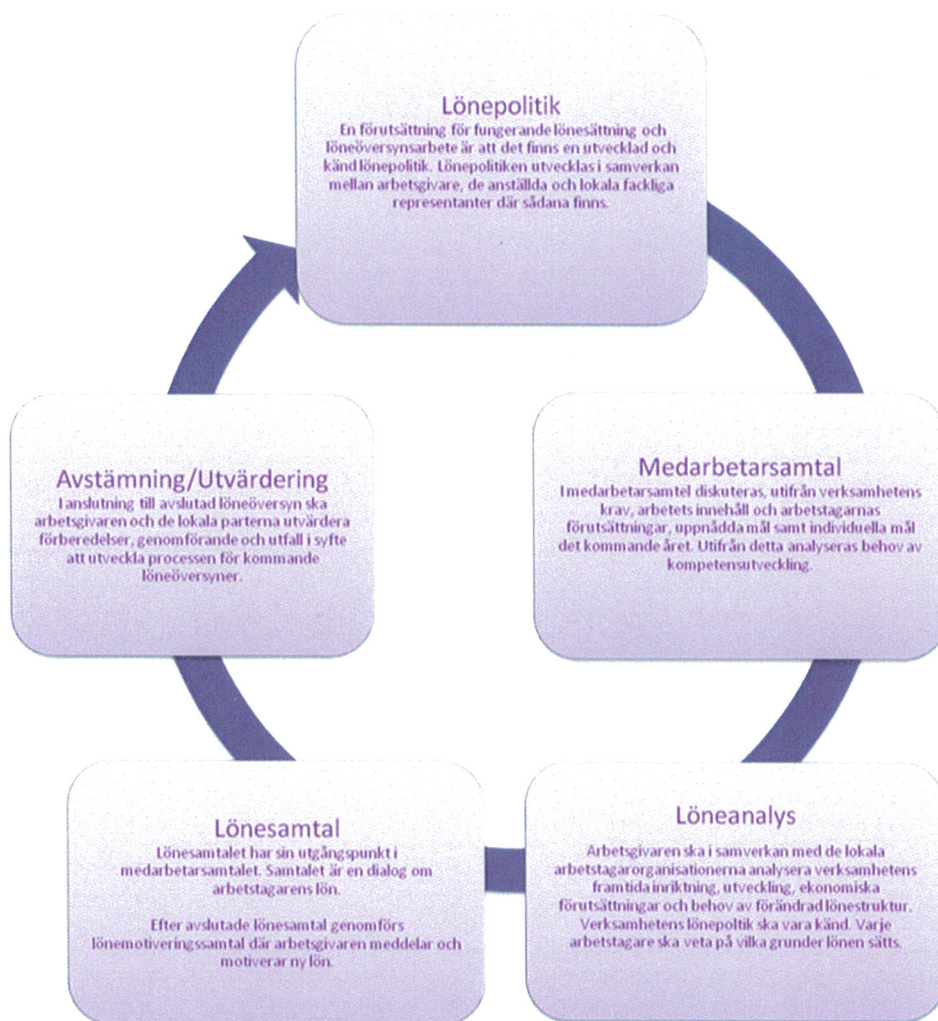 Lönepolitik
En förutsättning för fungerande lönesättning och
löneöversynsarbete är att det finns en utvecklad och
känd lönepolitik. Lönepolitiken utvecklas i samverkan
mellan arbetsgivare, de anställda och lokala fackliga
representanter där sådana finns.
Medarbetarsamtal
I medarbetarsamtel diskuteras, utifrån verksamhetens
krav, arbetets innehåll och arbetstagarnas
förutsättningar, uppnådda mål samt individuella mål
det kommande året. Utifrån detta analyseras behov av
kompetensutveckling.
Löneanalys
Arbetsgivaren ska i samverkan med de lokala
arbetstagarorganisationerna analysera verksamhetens
framtida inriktning, utveckling, ekonomiska
förutsättningar och behov av förändrad lönestruktur.
Verksamhetens lönepoltik ska vara känd. Varje
arbetstagare ska veta på vilka grunder lönen sätts.
Lönesamtal
Lönesamtalet har sin utgångspunkt i
medarbetarsamtalet. Samtalet är en dialog om
arbetstagarens lön.
Efter avslutade lönesamtal genomförs
lönemotiveringssamtal där arbetsgivaren meddelar och
motiverar ny lön.
Avstämning/Utvärdering
I anslutning till avslutad löneöversyn ska
arbetsgivaren och de lokala parterna utvärdera
förberedelser, genomförande och utfall i syfte
att utveckla processen för kommande
löneöversyner.